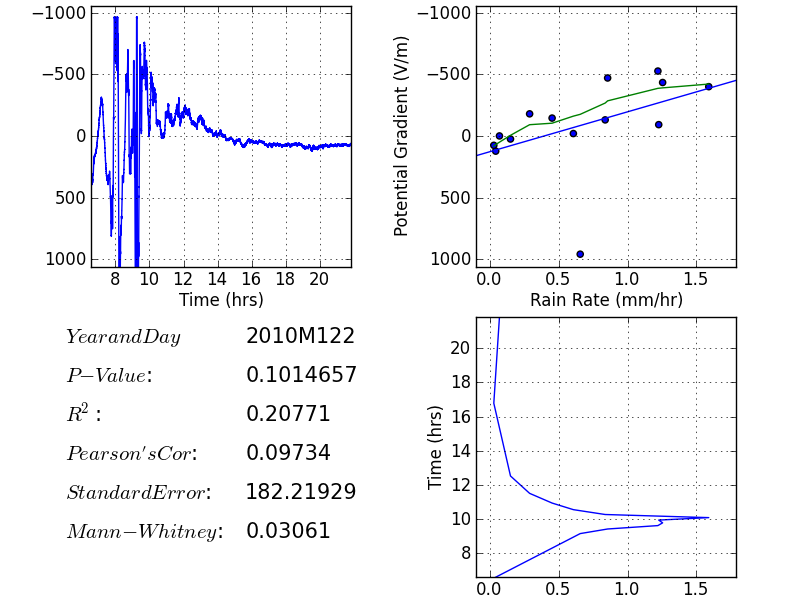 −1000
−500
0
500
1000
8 10 12 14 16 18 20
Time (hrs)
Potential Gradient (V/m)
−1000
−500
0
500
1000
0.0 0.5 1.0 1.5
Rain Rate (mm/hr)
YearandDay 2010M122
P−Value: 0.1014657
R²: 0.20771
Pearson'sCor: 0.09734
StandardError: 182.21929
Mann−Whitney: 0.03061
Time (hrs)
20
18
16
14
12
10
8
0.0 0.5 1.0 1.5